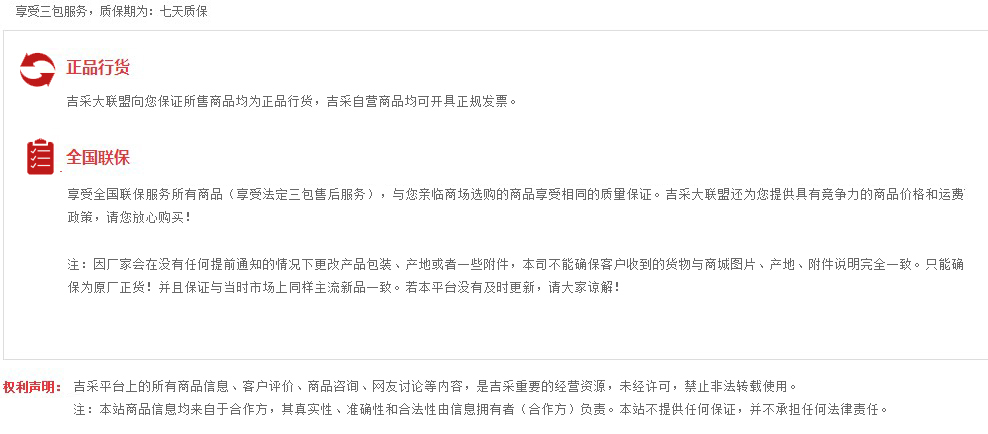 享受三包服务，质保期为：七天质保
正品行货
吉采大联盟向您保证所售商品均为正品行货，吉采自营商品均可开具正规发票。
全国联保
享受全国联保服务所有商品（享受法定三包售后服务），与您亲临商场选购的商品享受相同的质量保证。吉采大联盟还为您提供具有竞争力的商品价格和运费
政策，请您放心购买！
注：因厂家会在没有任何提前通知的情况下更改产品包装、产地或者一些附件，本司不能确保客户收到的货物与商城图片、产地、附件说明完全一致。只能确
保为原厂正货！并且保证与当时市场上同样主流新品一致。若本平台没有及时更新，请大家谅解！
权利声明： 吉采平台上的所有商品信息、客户评价、商品咨询、网友讨论等内容，是吉采重要的经营资源，未经许可，禁止非法转载使用。
注：本站商品信息均来自于合作方，其真实性、准确性和合法性由信息拥有者（合作方）负责。本站不提供任何保证，并不承担任何法律责任。